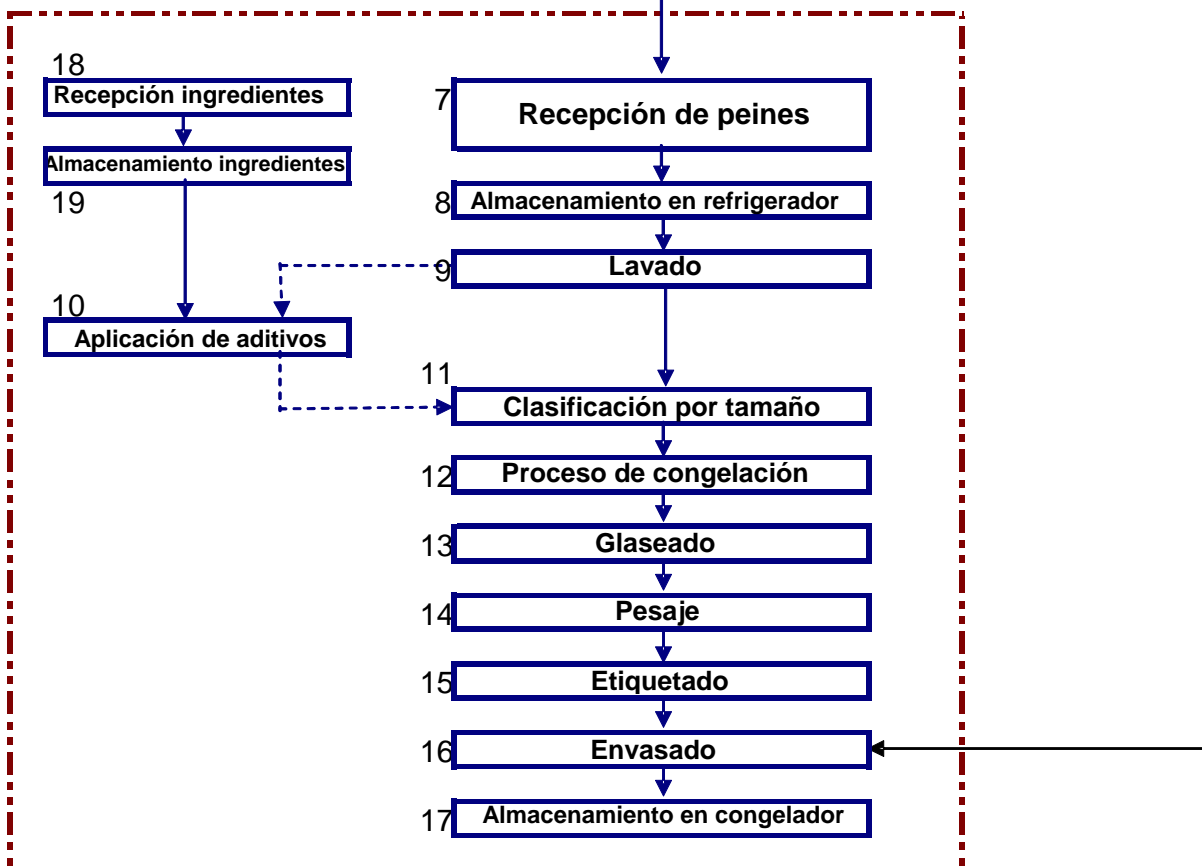 18
Recepción ingredientes
7
Recepción de peines
Almacenamiento ingredientes
19
8
Almacenamiento en refrigerador
9
Lavado
10
Aplicación de aditivos
11
Clasificación por tamaño
12
Proceso de congelación
13
Glaseado
14
Pesaje
15
Etiquetado
16
Envasado
17
Almacenamiento en congelador